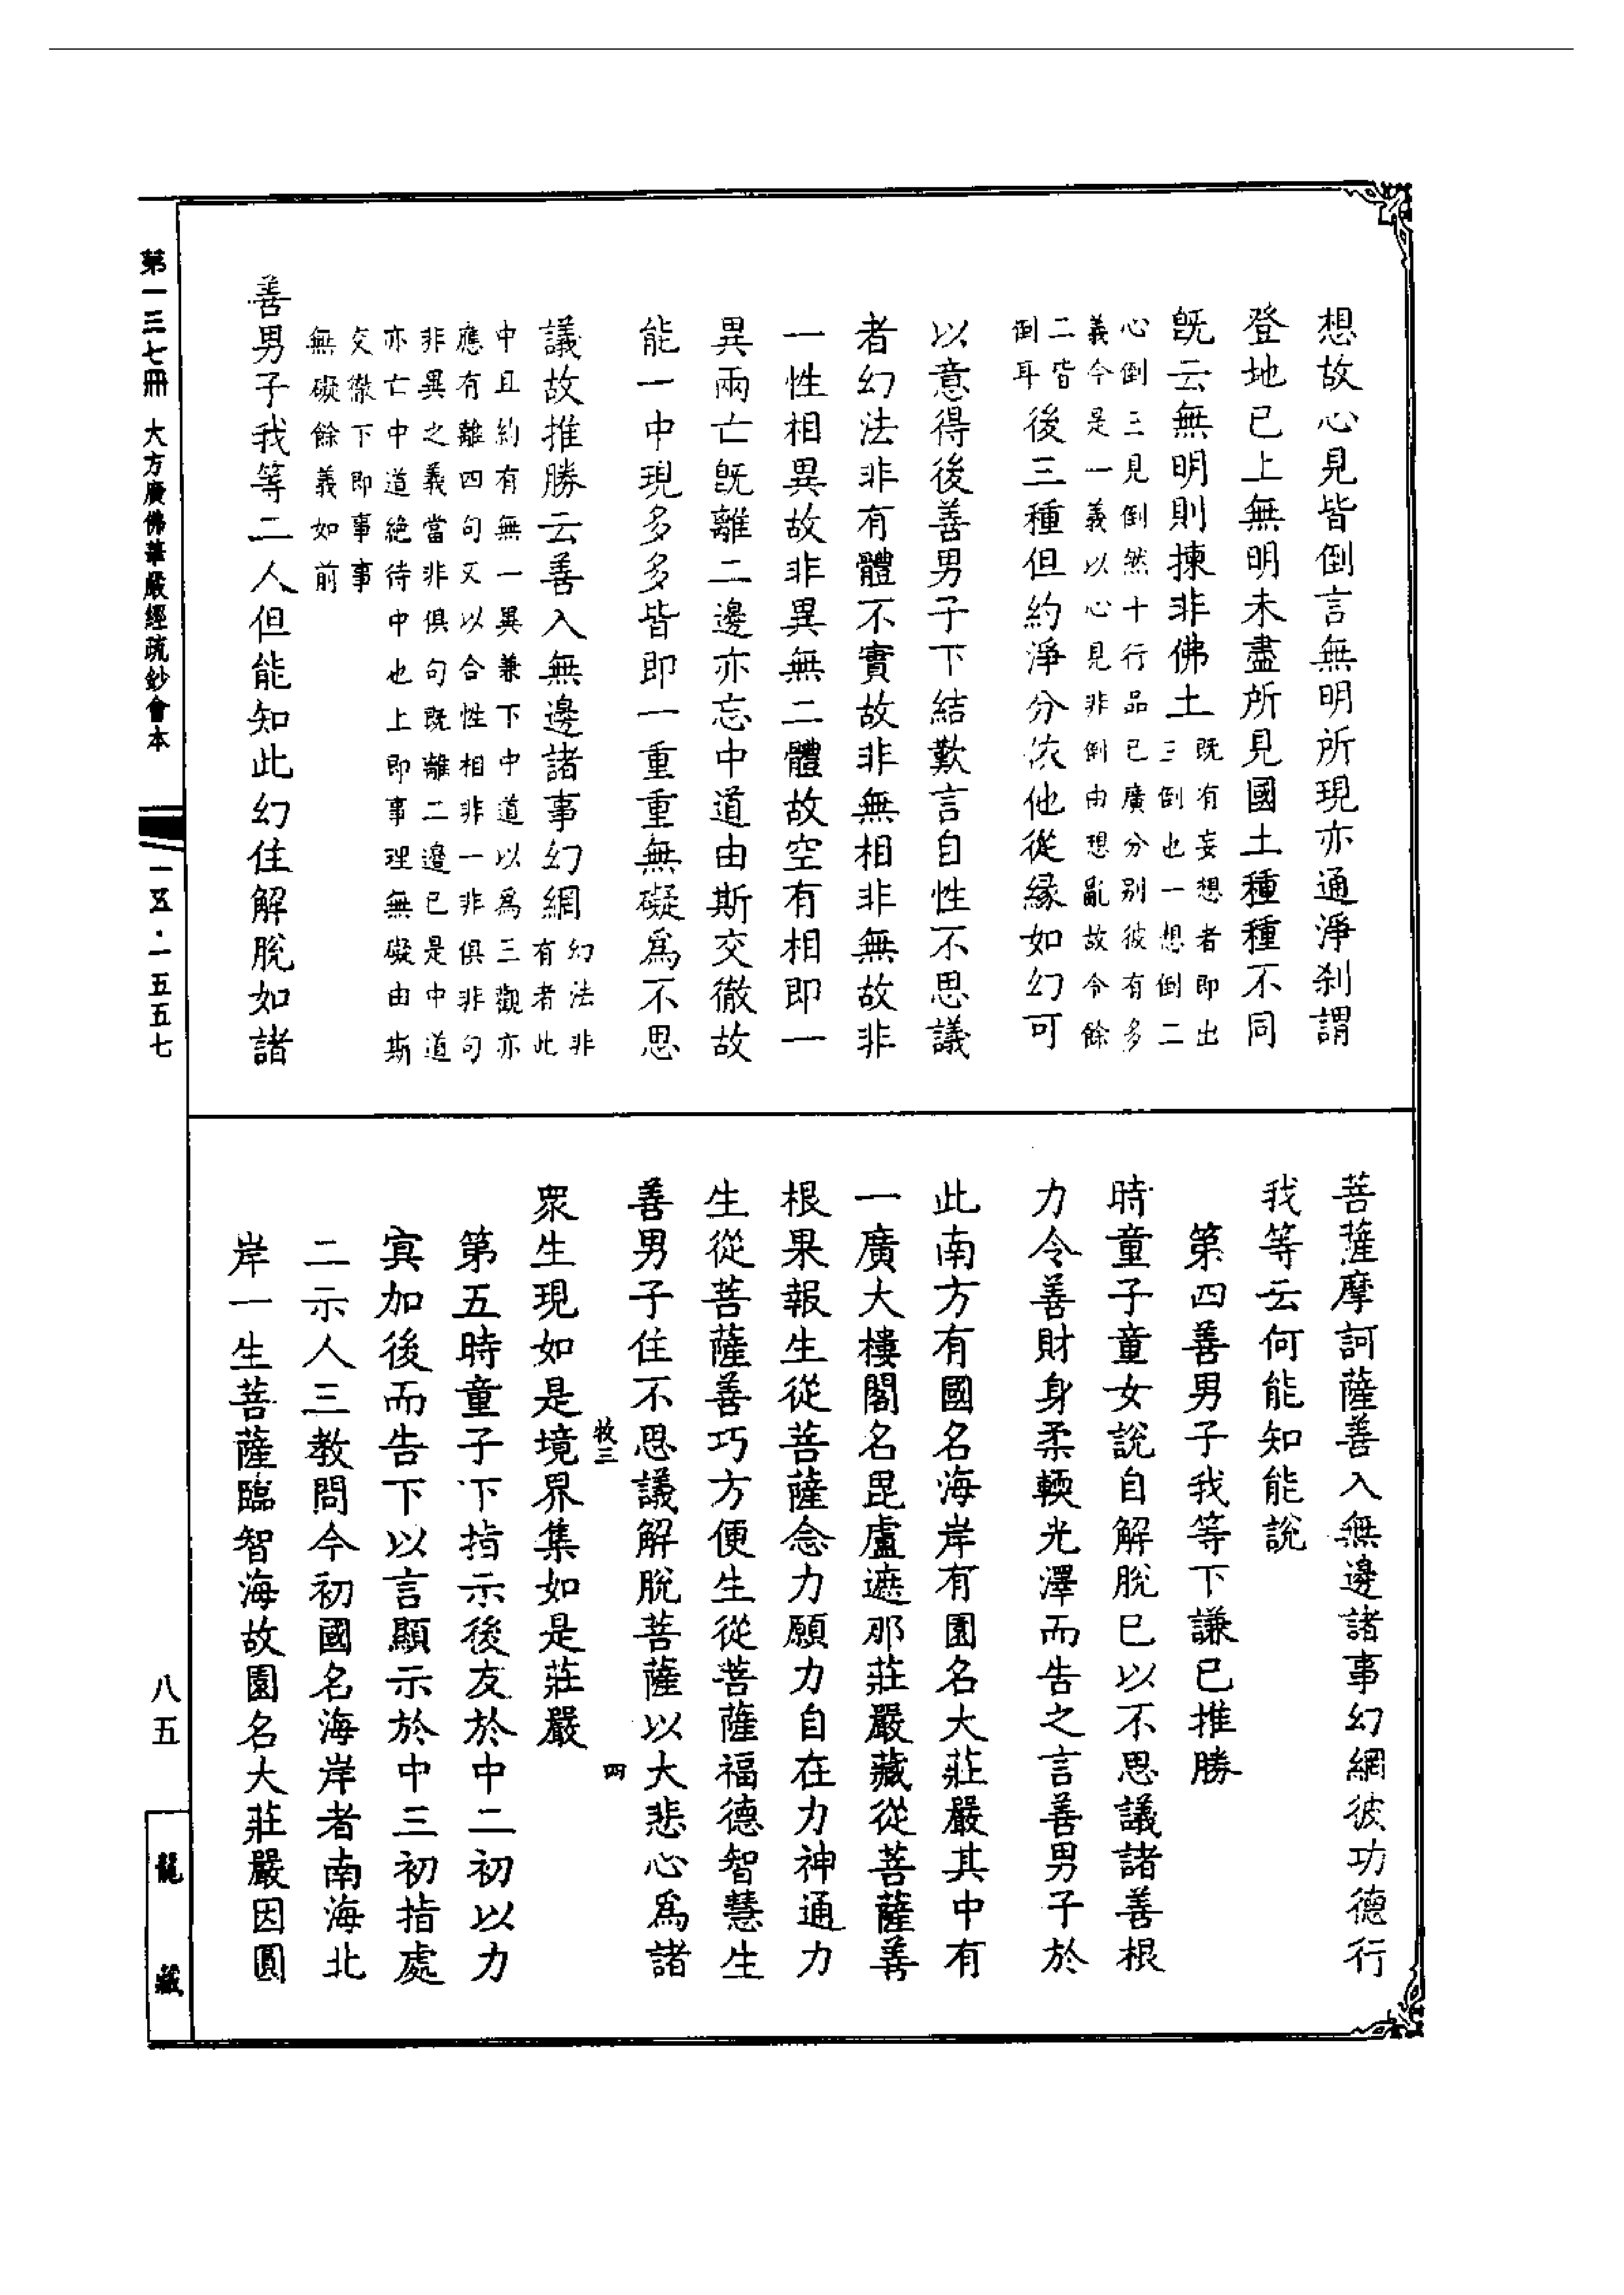 想故心見皆倒言無明所現亦通淨刹謂
登地已上無明未盡所見國土種種不同
既云無明則揀非佛土
既有妄想者即出
三倒也一想倒二
心倒三見倒然十行品已廣分別彼有多
義今是一義以心見非倒由想亂故令餘
二皆
倒耳
後三種但約淨分依他從緣如幻可
以意得後善男子下結歎言自性不思議
者幻法非有體不實故非無相非無故非
一性相異故非異無二體故空有相即一
異兩亡既離二邊亦忘中道由斯交徹故
能一中現多多皆即一重重無礙爲不思
議故推勝云善入無邊諸事幻網
幻法非
有者此
中且約有無一異兼下中道以爲三觀亦
應有離四句又以合性相非一非俱非句
非異之義當非俱句既離二邊已是中道
亦亡中道絕待中也上即事理無礙由斯
交徹下即事事
無礙餘義如前
善男子我等二人但能知此幻住解脫如諸
菩薩摩訶薩善入無邊諸事幻網彼功德行
我等云何能知能說
第四善男子我等下謙已推勝
時童子童女說自解脫已以不思議諸善根
力令善財身柔輭光澤而告之言善男子於
此南方有國名海岸有園名大莊嚴其中有
一廣大樓閣名毘盧遮那莊嚴藏從菩薩善
根果報生從菩薩念力願力自在力神通力
生從菩薩善巧方便生從菩薩福德智慧生
善男子住不思議解脫菩薩以大悲心爲諸
牧三
四
眾生現如是境界集如是莊嚴
第五時童子下指示後友於中二初以力
冥加後而告下以言顯示於中三初指處
二示人三教問今初國名海岸者南海北
岸一生菩薩臨智海故園名大莊嚴因圓
第一三七冊 大方廣佛華嚴經疏鈔會本
一五·一五五七
八五
龍藏